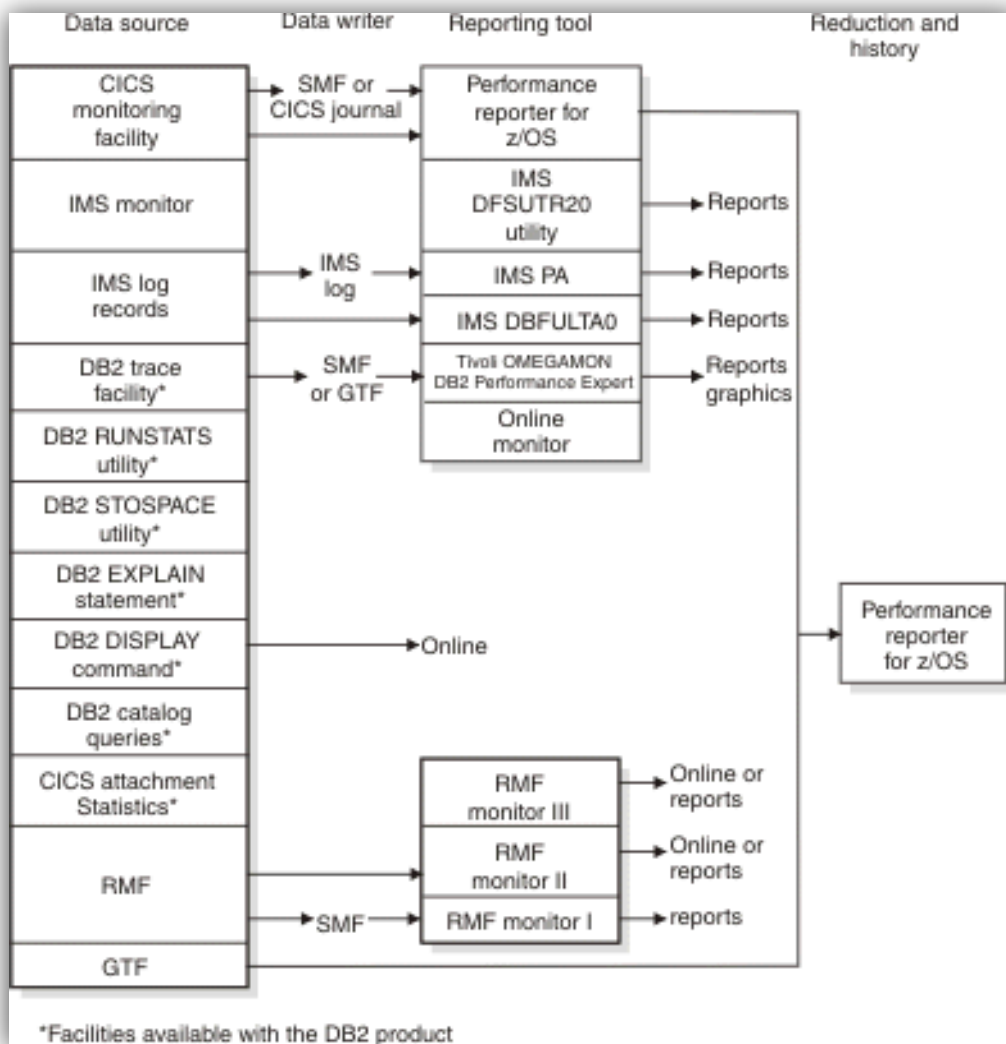 Data source
Data writer
Reporting tool
Reduction and
history
CICS
monitoring
facility
IMS monitor
IMS log
records
DB2 trace
facility*
DB2 RUNSTATS
utility*
DB2 STOSPACE
utility*
DB2 EXPLAIN
statement*
DB2 DISPLAY
command*
DB2 catalog
queries*
CICS attachment
Statistics*
RMF
GTF
SMF or
CICS journal
IMS
log
SMF
or GTF
SMF
Performance
reporter for
z/OS
IMS
DFSUTR20
utility
IMS PA
IMS DBFULTA0
Tivoli OMEGAMON
DB2 Performance Expert
Online
monitor
Online
RMF
monitor III
RMF
monitor II
RMF monitor I
Reports
Reports
Reports
Reports
graphics
Online or
reports
Online or
reports
reports
Performance
reporter
for z/OS
*Facilities available with the DB2 product